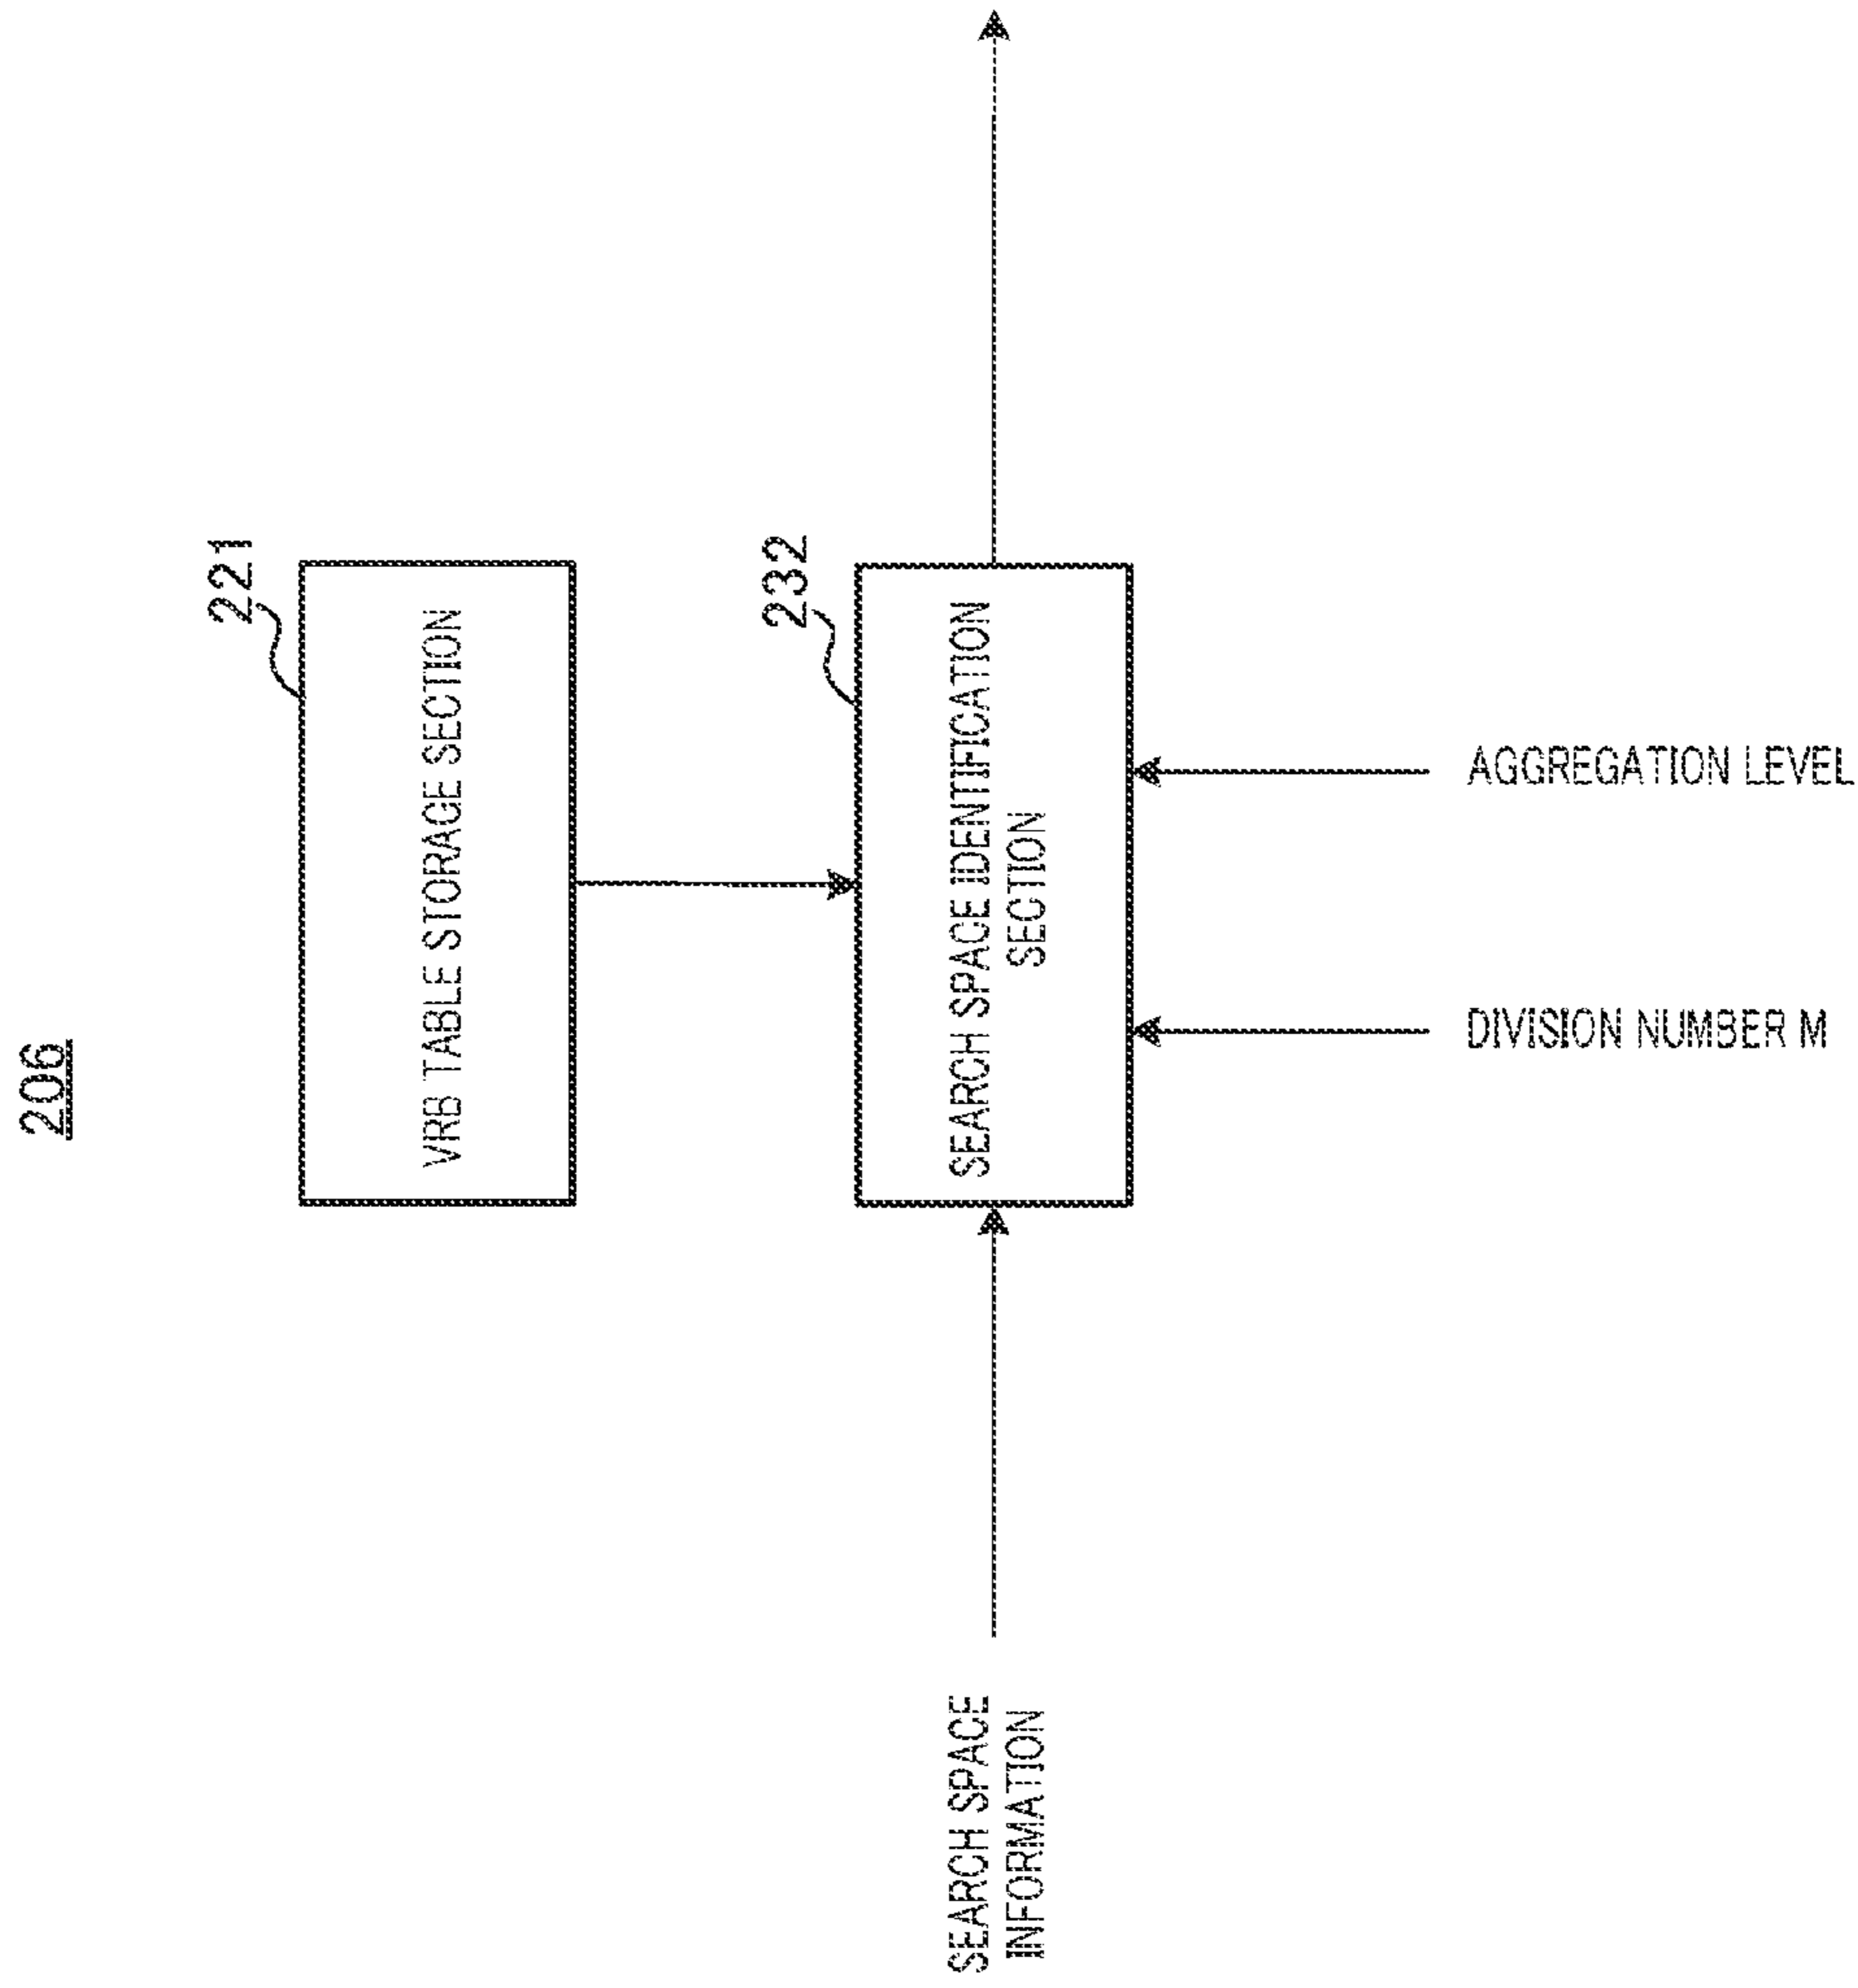 206
221
VRB TABLE STORAGE SECTION
232
SEARCH SPACE IDENTIFICATION
SECTION
SEARCH SPACE
INFORMATION
DIVISION NUMBER M
AGGREGATION LEVEL